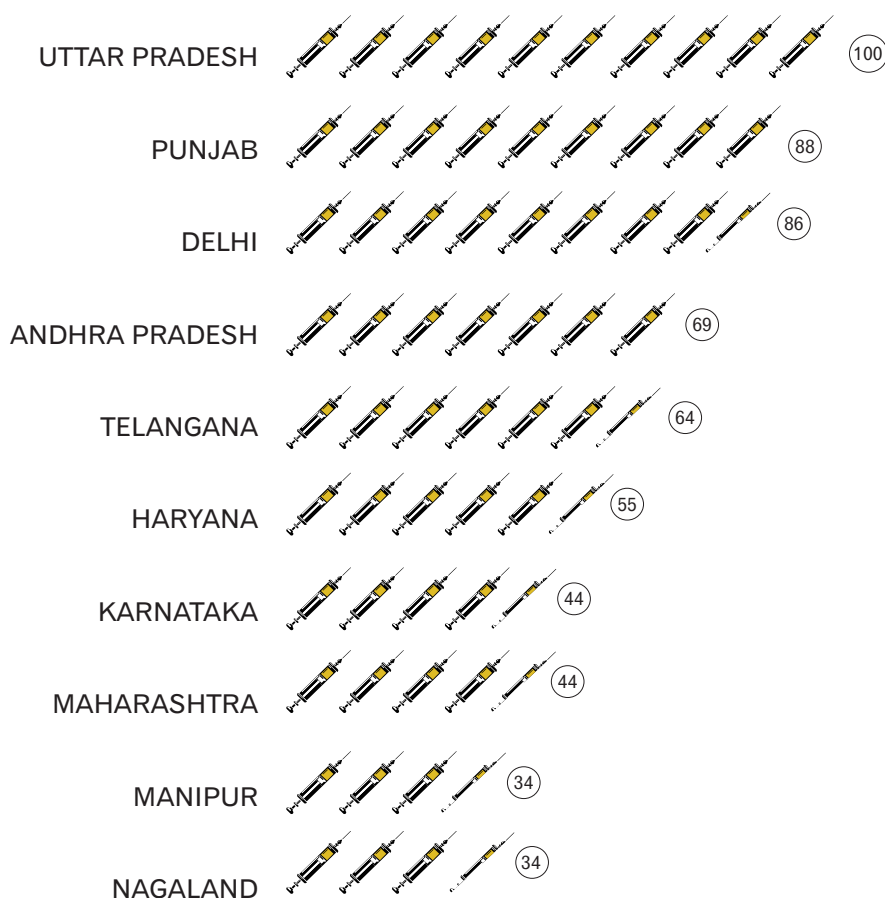 UTTAR PRADESH 100
PUNJAB 88
DELHI 86
ANDHRA PRADESH 69
TELANGANA 64
HARYANA 55
KARNATAKA 44
MAHARASHTRA 44
MANIPUR 34
NAGALAND 34